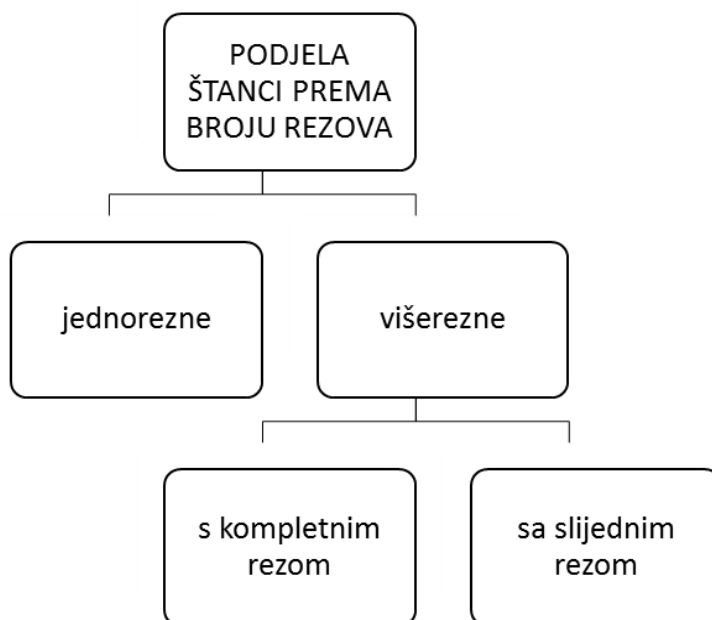 PODJELA
ŠTANCI PREMA
BROJU REZOVA
jednorezne
višerezne
s kompletnim
rezom
sa slijednim
rezom